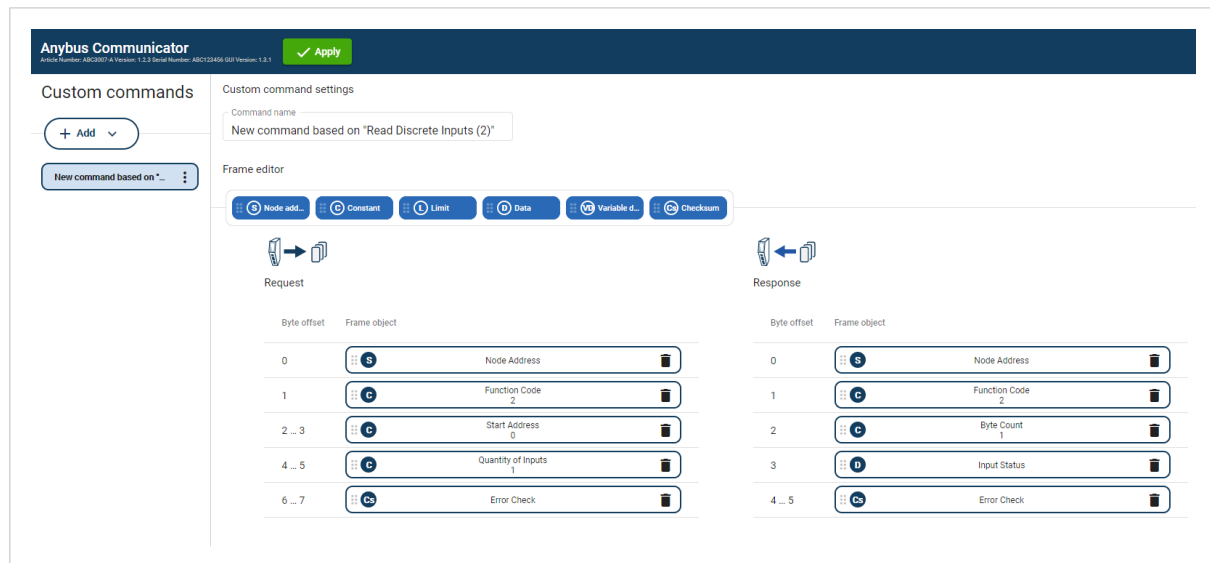 Anybus Communicator
Article Number: ABC3007-A Version: 1.2.3 Serial Number: ABC123456 GUI Version: 1.3.1
Apply
Custom commands
+ Add
New command based on "...
Custom command settings
Command name
New command based on "Read Discrete Inputs (2)"
Frame editor
S Node add... C Constant L Limit D Data VD Variable d... Cs Checksum
Request
Byte offset Frame object
0 S Node Address
1 C Function Code
2
2 ... 3 C Start Address
0
4 ... 5 C Quantity of Inputs
1
6 ... 7 Cs Error Check
Response
Byte offset Frame object
0 S Node Address
1 C Function Code
2
2 C Byte Count
1
3 D Input Status
4 ... 5 Cs Error Check